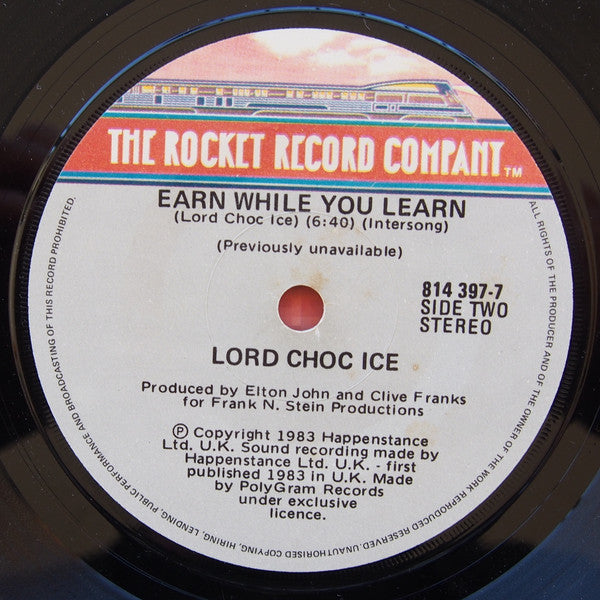 THE ROCKET RECORD COMPANY TM
EARN WHILE YOU LEARN
(Lord Choc Ice) (6:40) (Intersong)
(Previously unavailable)
814 397-7
SIDE TWO
STEREO
LORD CHOC ICE
Produced by Elton John and Clive Franks
for Frank N. Stein Productions
Ⓟ Copyright 1983 Happenstance
Ltd. U.K. Sound recording made by
Happenstance Ltd. U.K. - first
published 1983 in U.K. Made
by PolyGram Records
under exclusive
licence.
ALL RIGHTS OF THE PRODUCER AND OF THE OWNER OF THE WORK REPRODUCED RESERVED. UNAUTHORISED COPYING, HIRING, LENDING, PUBLIC PERFORMANCE AND BROADCASTING OF THIS RECORD PROHIBITED.